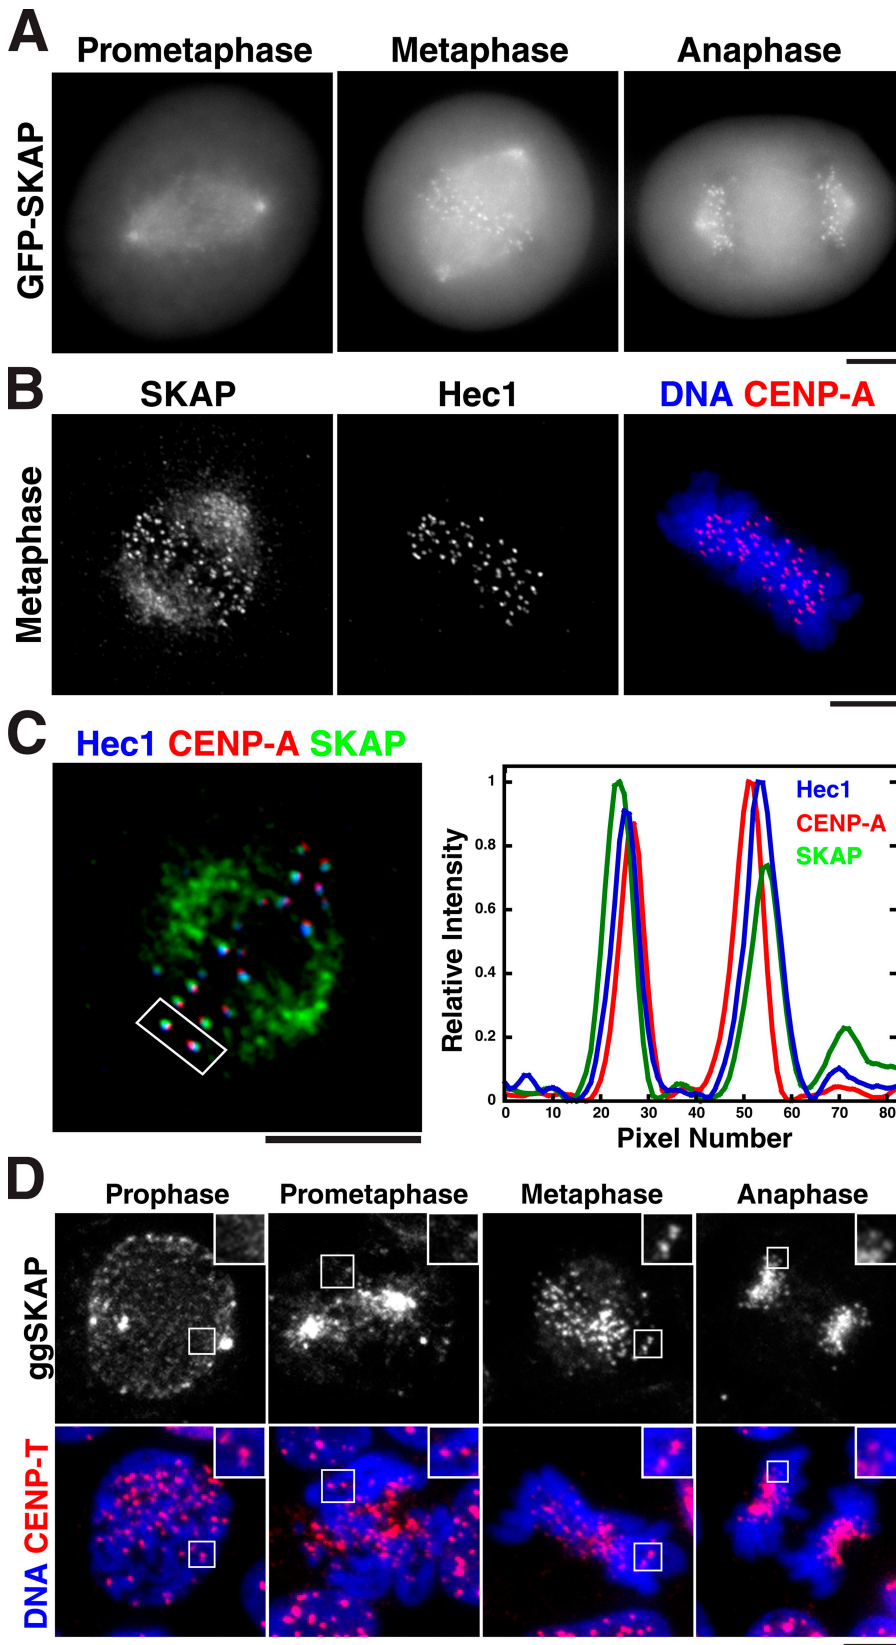 A
Prometaphase Metaphase Anaphase
GFP-SKAP
B
SKAP Hec1 DNA CENP-A
Metaphase
C
Hec1 CENP-A SKAP
Hec1
CENP-A
SKAP
Relative Intensity
1
0.8
0.6
0.4
0.2
0
0 10 20 30 40 50 60 70 80
Pixel Number
D
Prophase Prometaphase Metaphase Anaphase
ggSKAP
DNA CENP-T